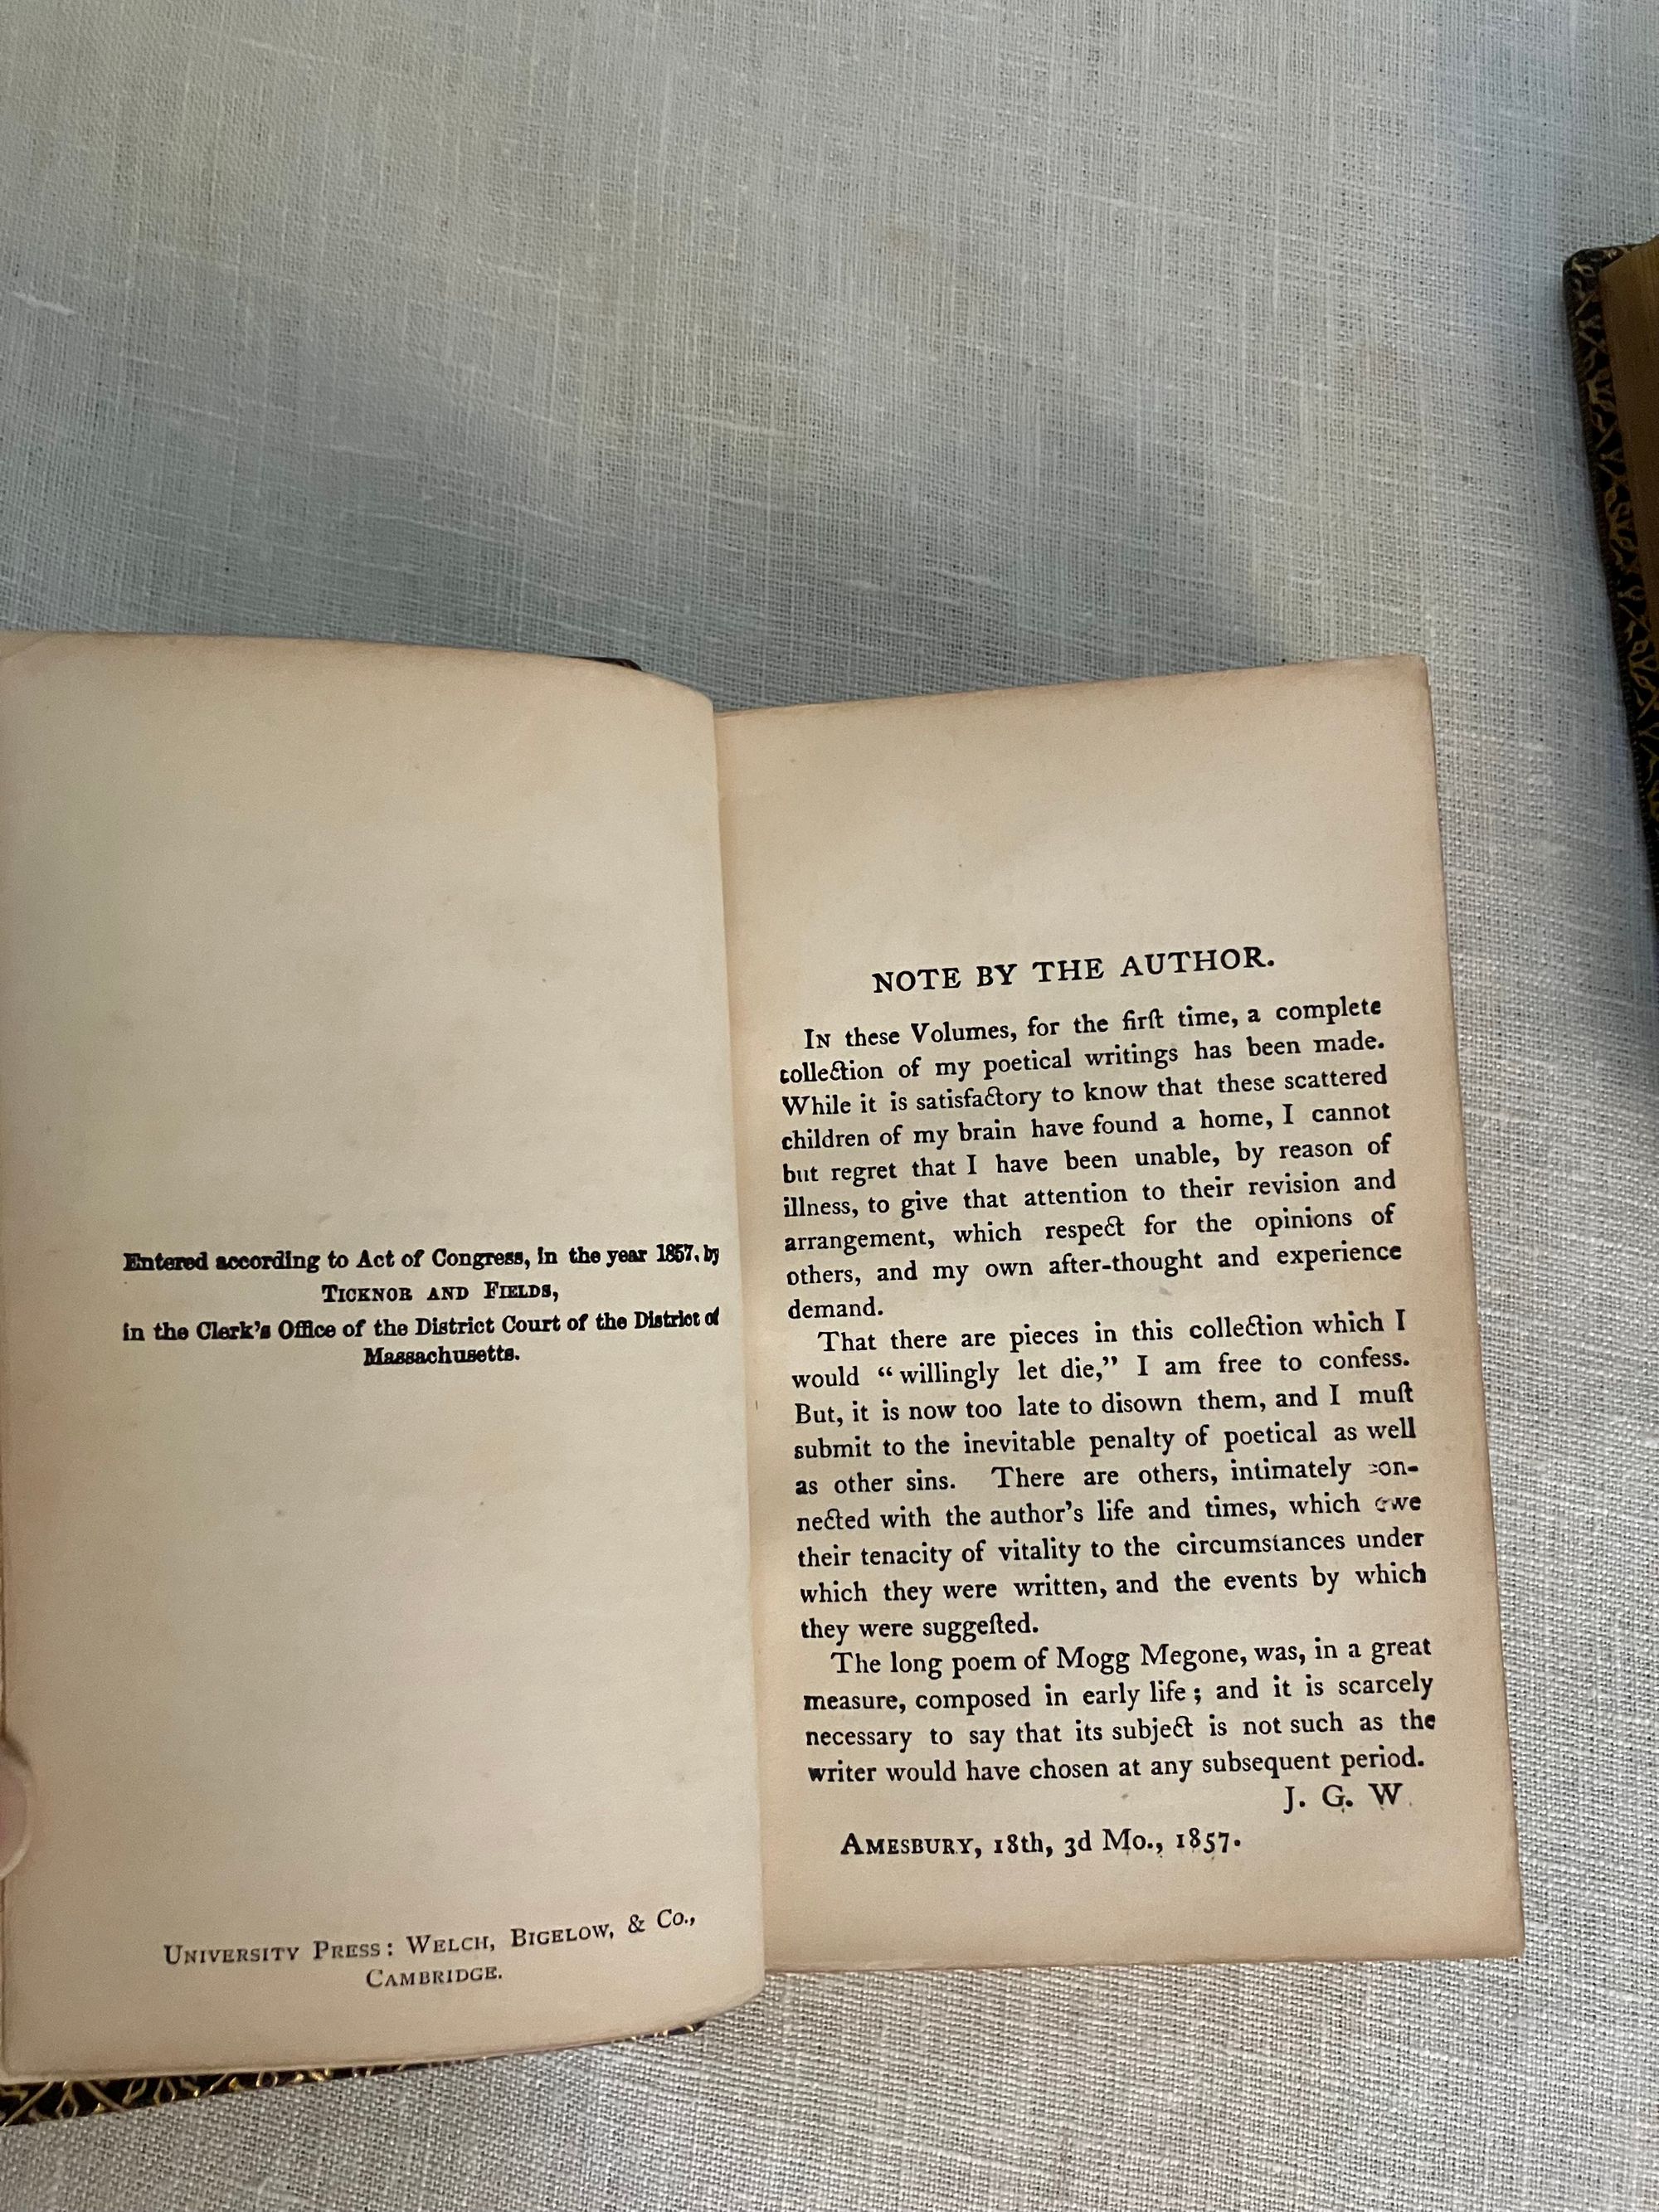 Entered according to Act of Congress, in the year 1857, by
TICKNOR AND FIELDS,
in the Clerk's Office of the District Court of the District of
Massachusetts.
UNIVERSITY PRESS: WELCH, BIGELOW, & CO.,
CAMBRIDGE.
NOTE BY THE AUTHOR.
IN these Volumes, for the firſt time, a complete
collection of my poetical writings has been made.
While it is satisfactory to know that these scattered
children of my brain have found a home, I cannot
but regret that I have been unable, by reason of
illness, to give that attention to their revision and
arrangement, which respect for the opinions of
others, and my own after-thought and experience
demand.
That there are pieces in this collection which I
would “willingly let die,” I am free to confess.
But, it is now too late to disown them, and I muſt
submit to the inevitable penalty of poetical as well
as other sins. There are others, intimately con-
nected with the author's life and times, which owe
their tenacity of vitality to the circumstances under
which they were written, and the events by which
they were suggeſted.
The long poem of Mogg Megone, was, in a great
measure, composed in early life; and it is scarcely
necessary to say that its subject is not such as the
writer would have chosen at any subsequent period.
J. G. W.
AMESBURY, 18th, 3d Mo., 1857.